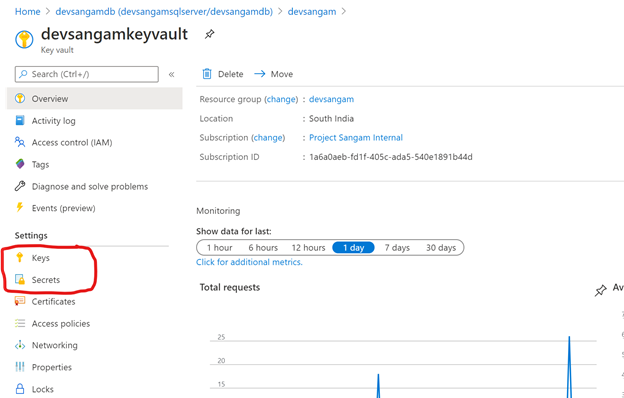 Home > devsangamdb (devsangamsqlserver/devsangamdb) > devsangam >
devsangamkeyvault
Key vault
Search (Ctrl+/)
«
Overview
Activity log
Access control (IAM)
Tags
Diagnose and solve problems
Events (preview)
Settings
Keys
Secrets
Certificates
Access policies
Networking
Properties
Locks
Delete Move
Resource group (change) : devsangam
Location : South India
Subscription (change) : Project Sangam Internal
Subscription ID : 1a6a0aeb-fd1f-405c-ada5-540e1891b44d
Monitoring
Show data for last:
1 hour 6 hours 12 hours 1 day 7 days 30 days
Click for additional metrics.
Total requests
25
20
15
Av